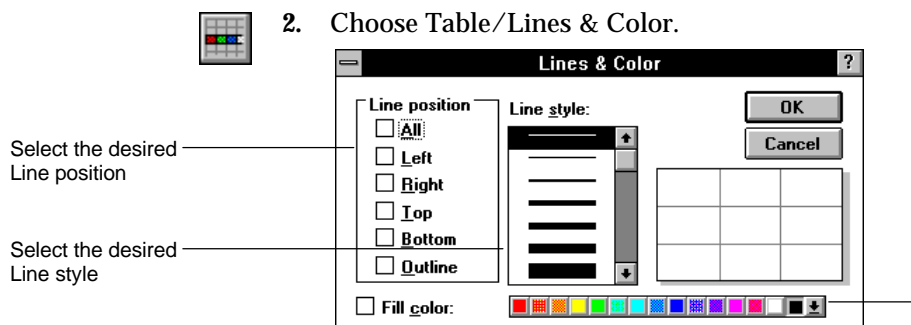 2. Choose Table/Lines & Color.
Lines & Color
?
Line position
All
Left
Right
Top
Bottom
Outline
Line style:
OK
Cancel
Select the desired
Line position
Select the desired
Line style
Fill color: